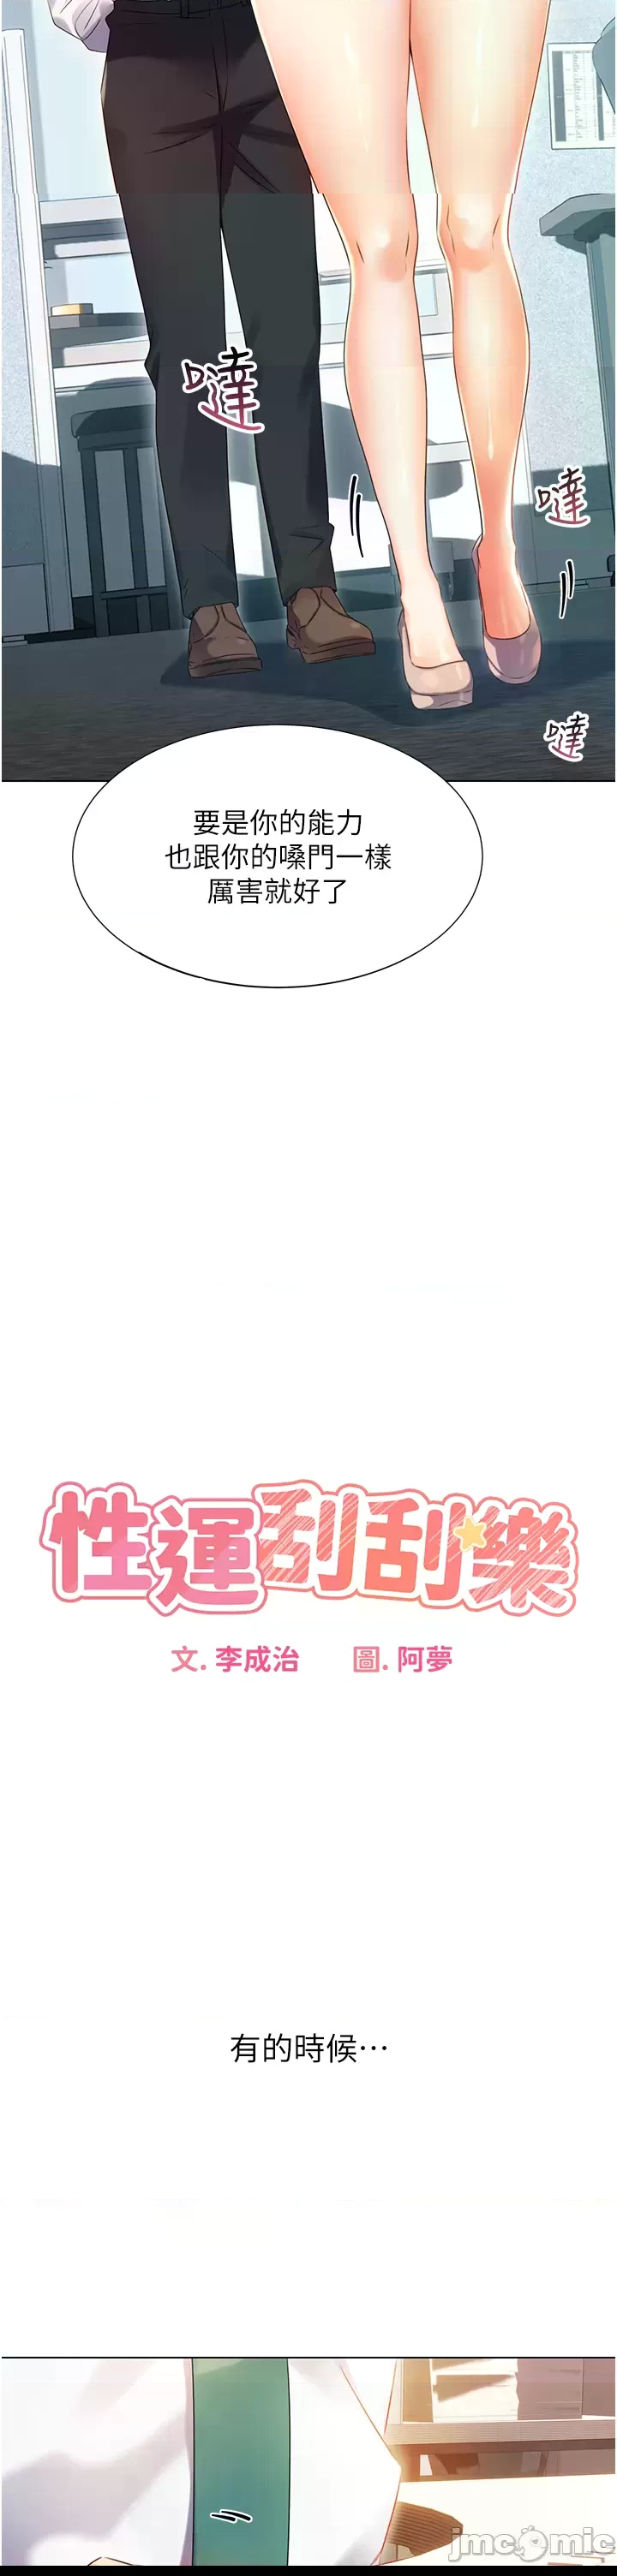 噠
噠
噠
要是你的能力
也跟你的嗓門一樣
厲害就好了
性運刮刮樂
文. 李成治 圖. 阿夢
有的時候⋯
jmcomic